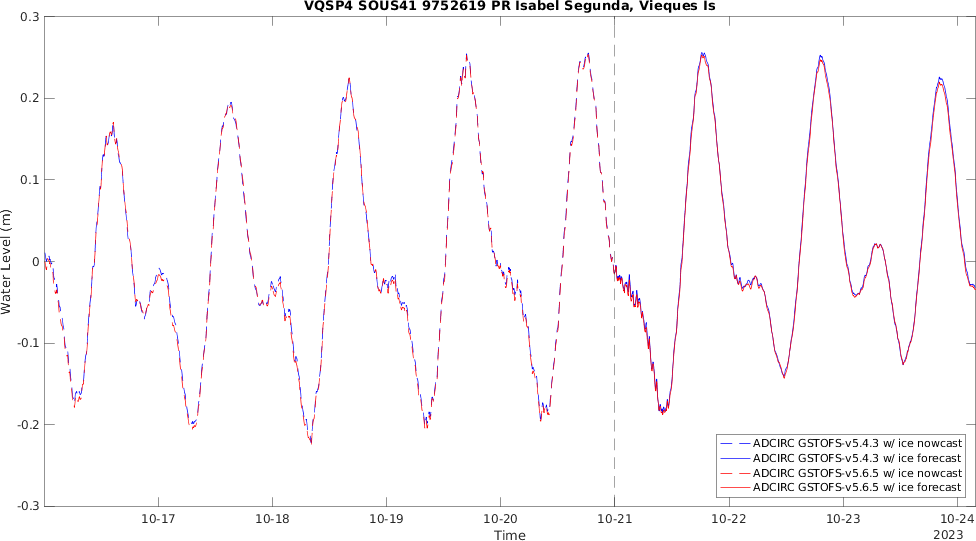 VQSP4 SOUS41 9752619 PR Isabel Segunda, Vieques Is
0.3
0.2
0.1
0
-0.1
-0.2
-0.3
Water Level (m)
10-17
10-18
10-19
10-20
10-21
10-22
10-23
10-24
2023
Time
ADCIRC GSTOFS-v5.4.3 w/ ice nowcast
ADCIRC GSTOFS-v5.4.3 w/ ice forecast
ADCIRC GSTOFS-v5.6.5 w/ ice nowcast
ADCIRC GSTOFS-v5.6.5 w/ ice forecast